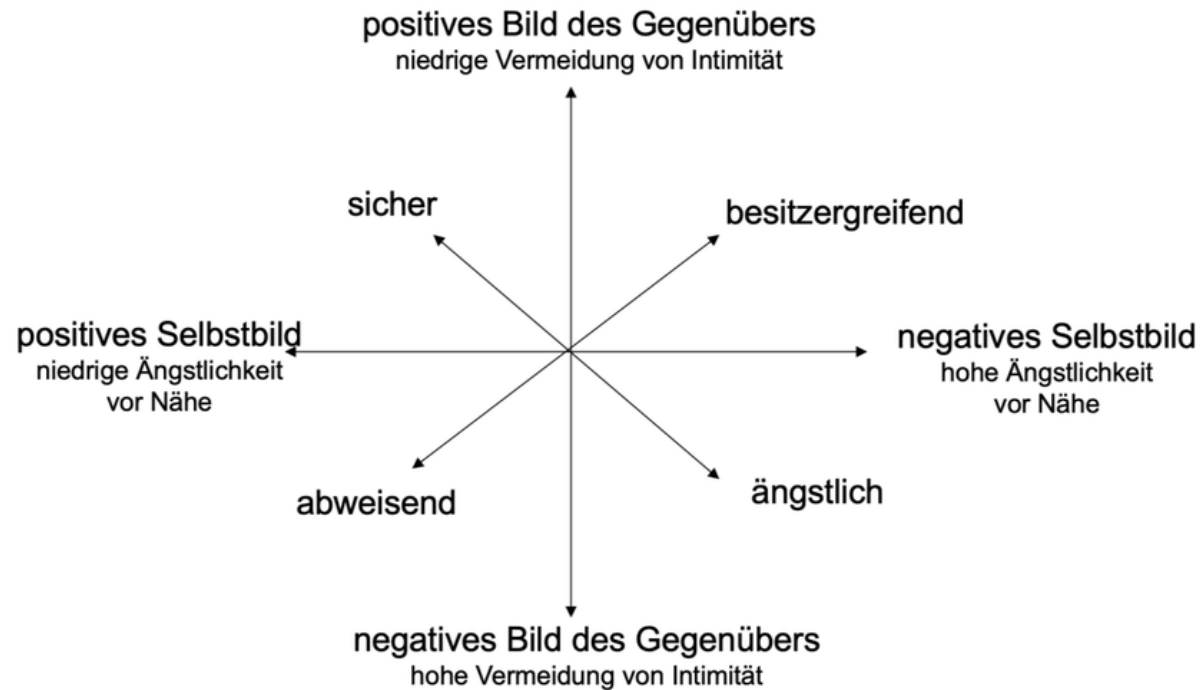 positives Bild des Gegenübers
niedrige Vermeidung von Intimität
sicher
besitzergreifend
positives Selbstbild
niedrige Ängstlichkeit
vor Nähe
negatives Selbstbild
hohe Ängstlichkeit
vor Nähe
abweisend
ängstlich
negatives Bild des Gegenübers
hohe Vermeidung von Intimität